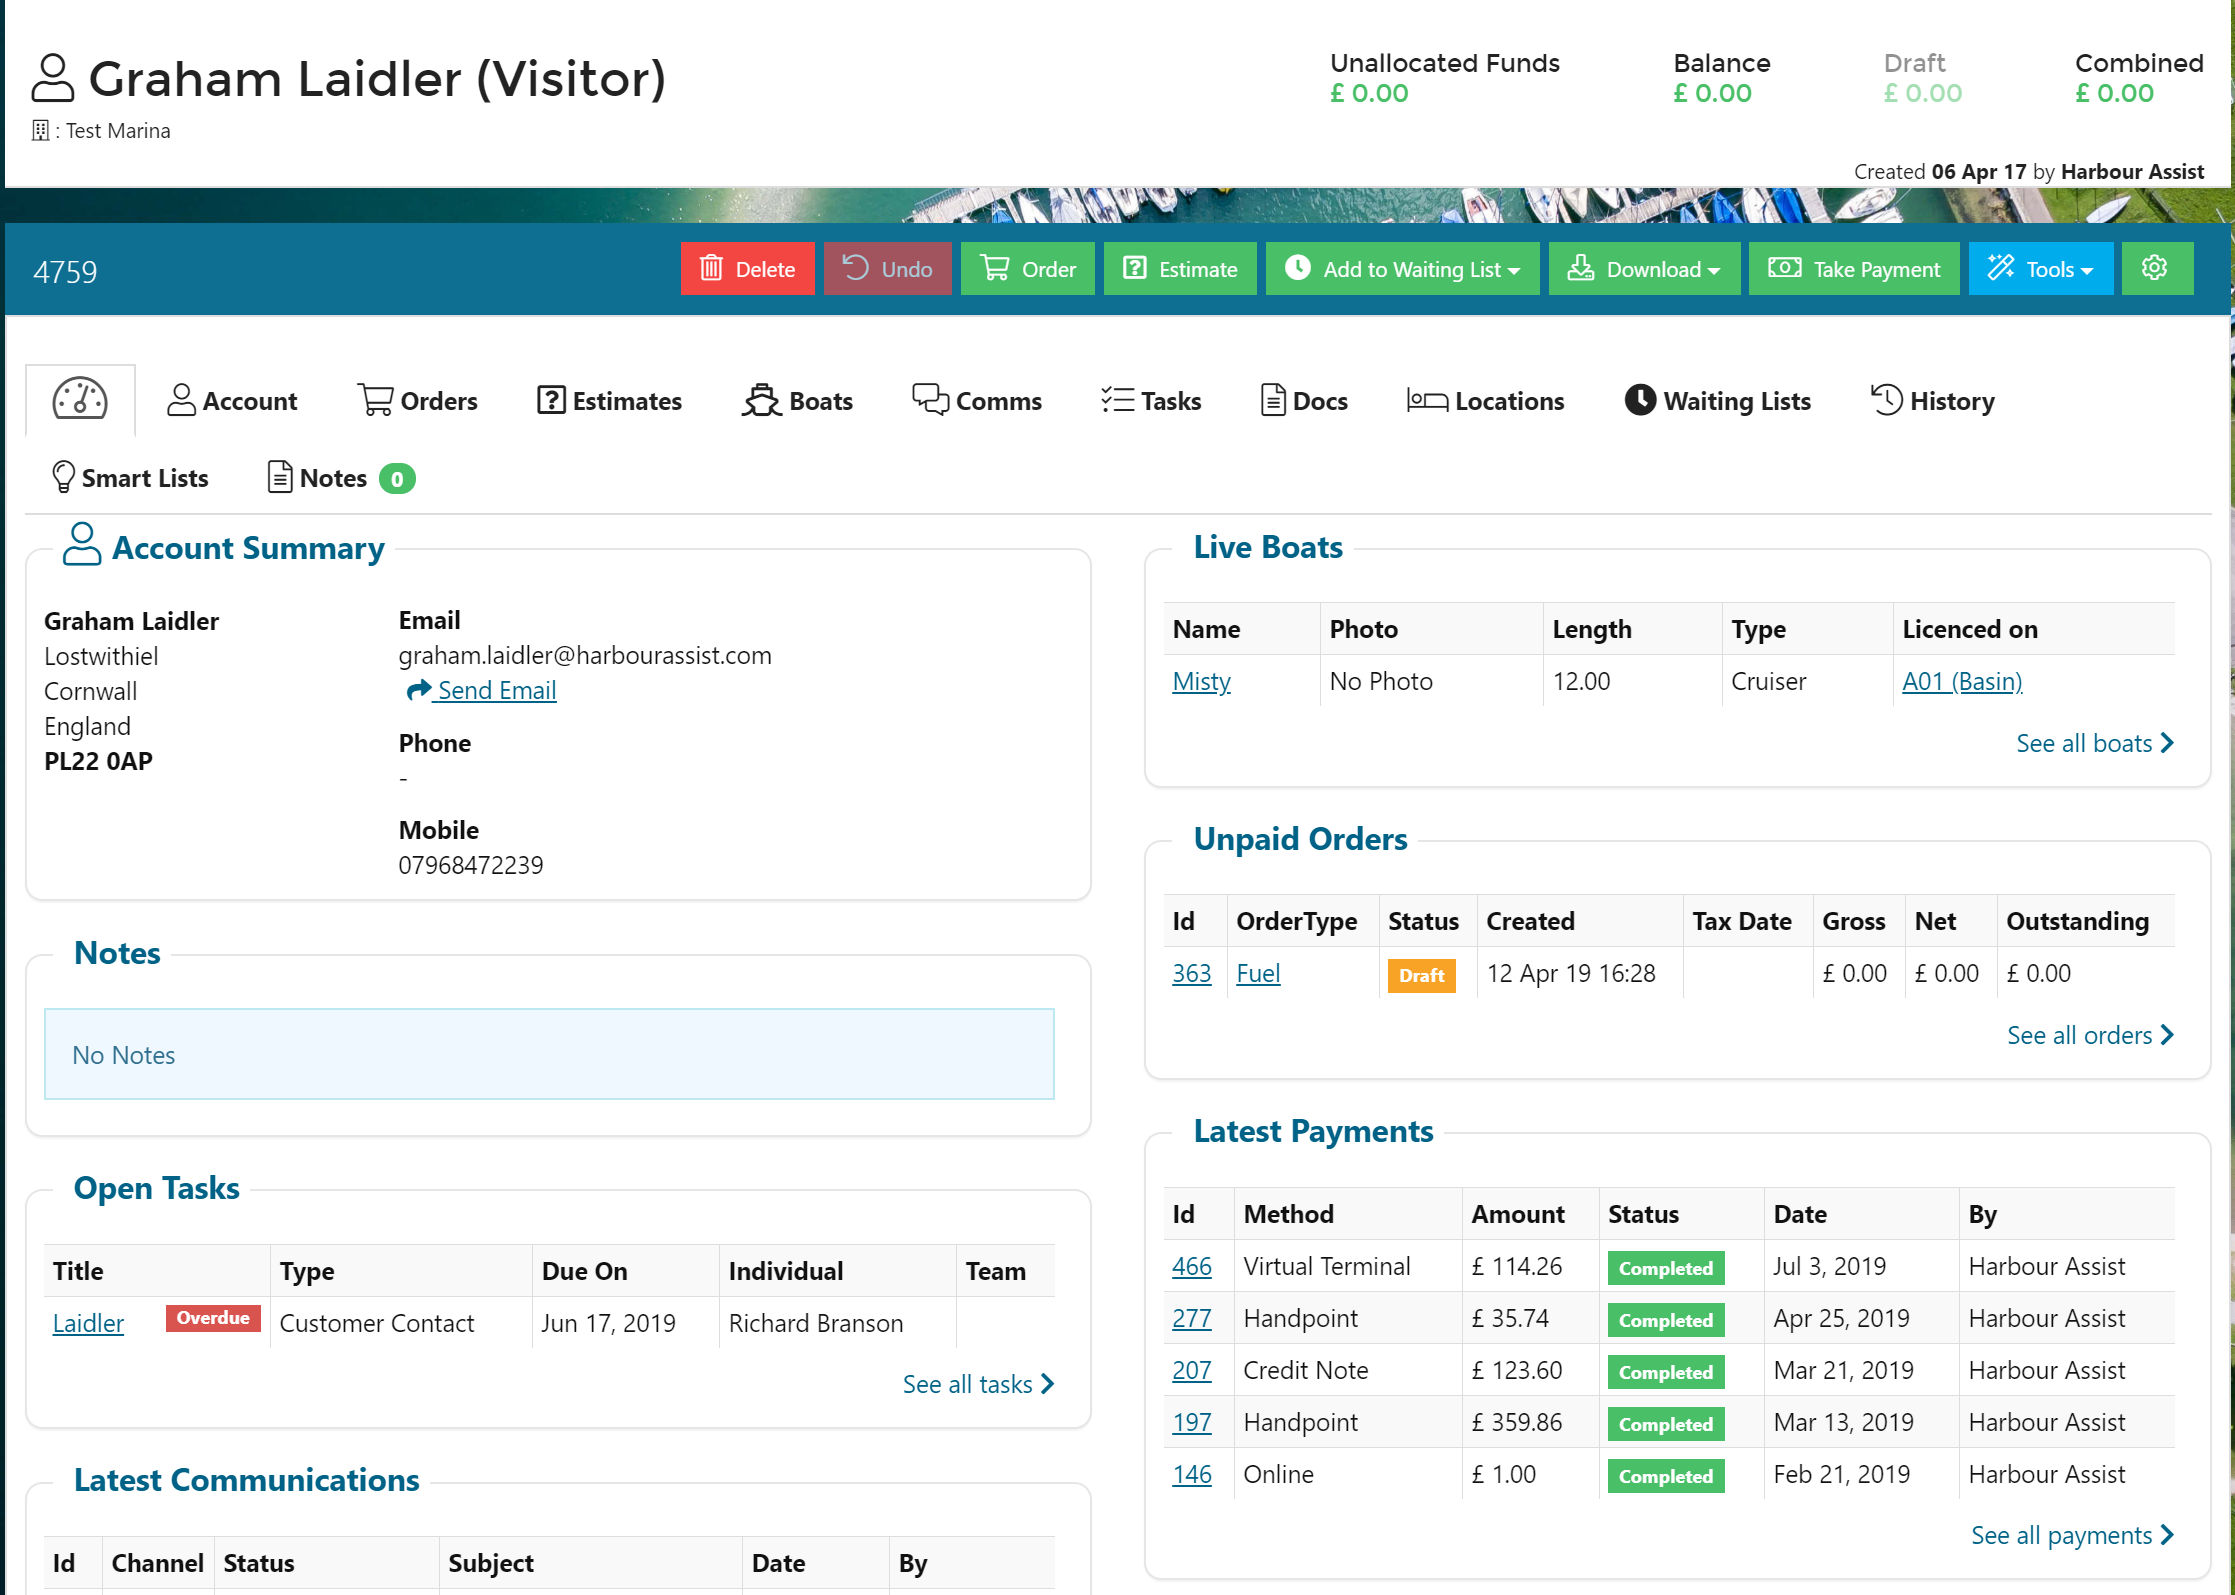 Graham Laidler (Visitor)
: Test Marina
Unallocated Funds
£ 0.00
Balance
£ 0.00
Draft
£ 0.00
Combined
£ 0.00
Created 06 Apr 17 by Harbour Assist
4759
Delete
Undo
Order
Estimate
Add to Waiting List
Download
Take Payment
Tools
Account
Orders
Estimates
Boats
Comms
Tasks
Docs
Locations
Waiting Lists
History
Smart Lists
Notes 0
Account Summary
Graham Laidler
Lostwithiel
Cornwall
England
PL22 0AP
Email
graham.laidler@harbourassist.com
Send Email
Phone
-
Mobile
07968472239
Notes
No Notes
Open Tasks
Title Type Due On Individual Team
Laidler Overdue Customer Contact Jun 17, 2019 Richard Branson
See all tasks
Latest Communications
Id Channel Status Subject Date By
Live Boats
Name Photo Length Type Licenced on
Misty No Photo 12.00 Cruiser A01 (Basin)
See all boats
Unpaid Orders
Id OrderType Status Created Tax Date Gross Net Outstanding
363 Fuel Draft 12 Apr 19 16:28 £ 0.00 £ 0.00 £ 0.00
See all orders
Latest Payments
Id Method Amount Status Date By
466 Virtual Terminal £ 114.26 Completed Jul 3, 2019 Harbour Assist
277 Handpoint £ 35.74 Completed Apr 25, 2019 Harbour Assist
207 Credit Note £ 123.60 Completed Mar 21, 2019 Harbour Assist
197 Handpoint £ 359.86 Completed Mar 13, 2019 Harbour Assist
146 Online £ 1.00 Completed Feb 21, 2019 Harbour Assist
See all payments